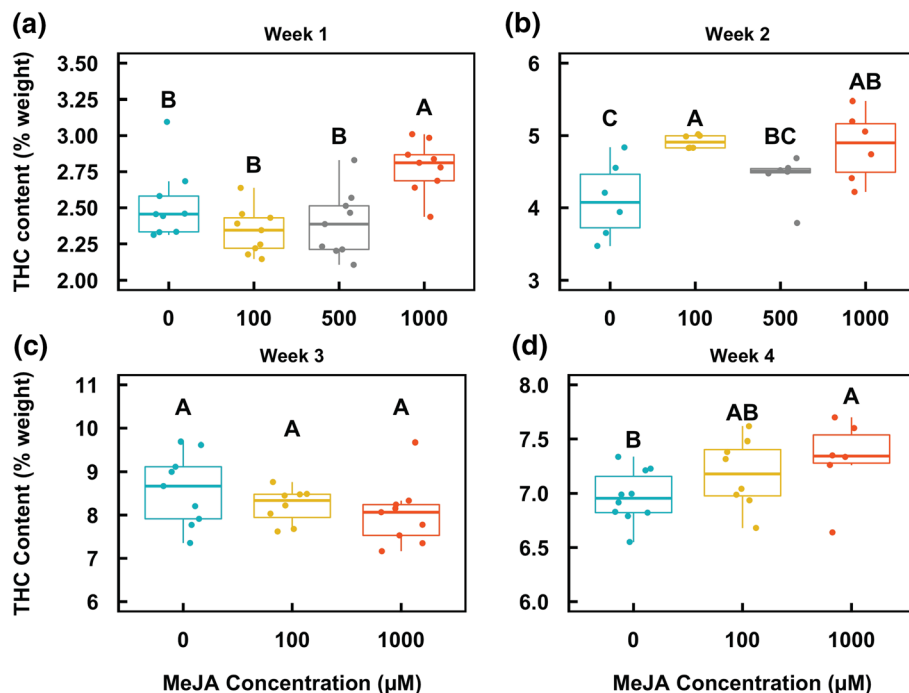 (a)
Week 1
THC content (% weight)
3.50
3.25
3.00
2.75
2.50
2.25
2.00
B
B
B
A
0 100 500 1000
(b)
Week 2
6
5
4
3
C
A
BC
AB
0 100 500 1000
(c)
Week 3
THC Content (% weight)
11
10
9
8
7
6
A
A
A
0 100 1000
MeJA Concentration (μM)
(d)
Week 4
8.0
7.5
7.0
6.5
6.0
B
AB
A
0 100 1000
MeJA Concentration (μM)